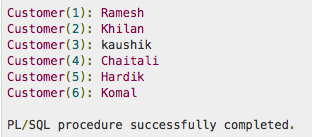 Customer(1): Ramesh
Customer(2): Khilan
Customer(3): kaushik
Customer(4): Chaitali
Customer(5): Hardik
Customer(6): Komal
PL/SQL procedure successfully completed.